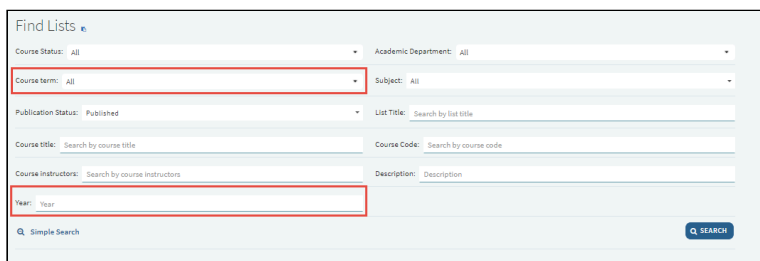 Find Lists
Course Status: All Academic Department: All
Course term: All Subject: All
Publication Status: Published List Title: Search by list title
Course title: Search by course title Course Code: Search by course code
Course instructors: Search by course instructors Description: Description
Year: Year
Simple Search SEARCH